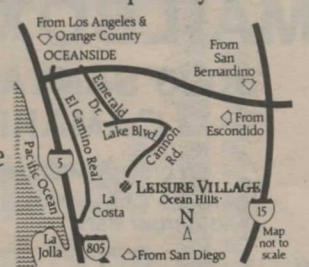 From Los Angeles &
Orange County
OCEANSIDE
From
San
Bernardino
Emerald
Dr.
From
Escondido
El Camino Real
Lake Blvd
Cannon
Rd.
Pacific Ocean
5
LEISURE VILLAGE
Ocean Hills
La
Costa
N
15
Map
not to
scale
La
Jolla
805
From San Diego